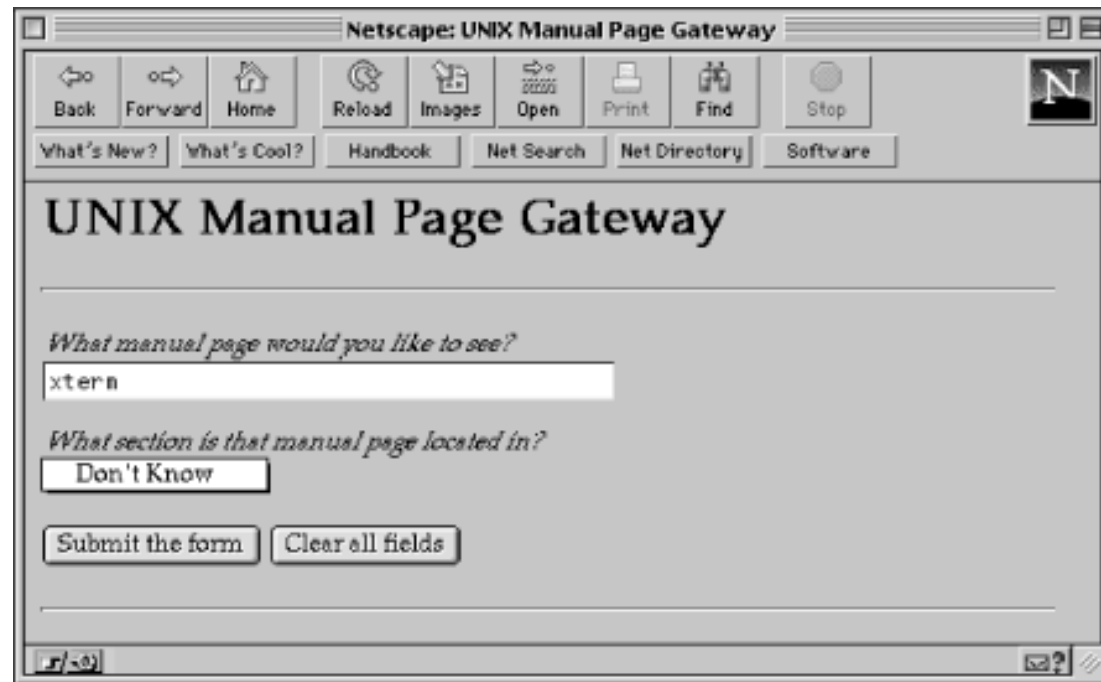 Netscape: UNIX Manual Page Gateway
Back Forward Home Reload Images Open Print Find Stop
N
What's New? What's Cool? Handbook Net Search Net Directory Software
UNIX Manual Page Gateway
What manual page would you like to see?
xterm
What section is that manual page located in?
Don't Know
Submit the form Clear all fields
?